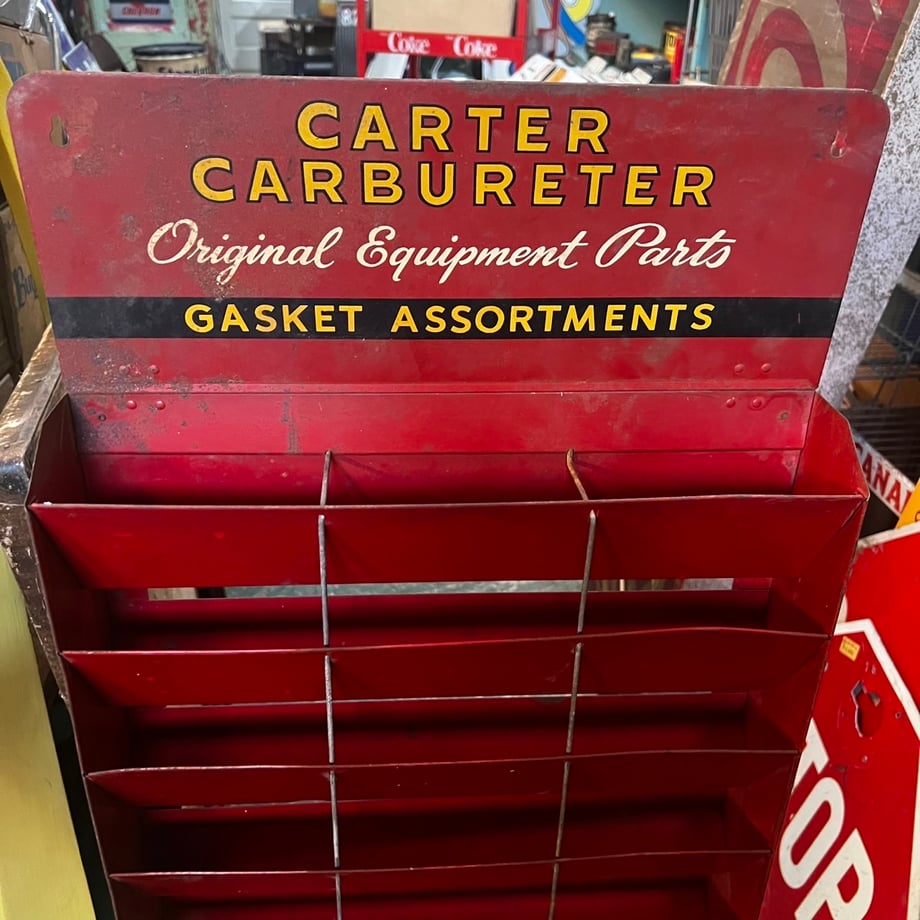 Coke Coke
CARTER
CARBURETER
Original Equipment Parts
GASKET ASSORTMENTS
TOP